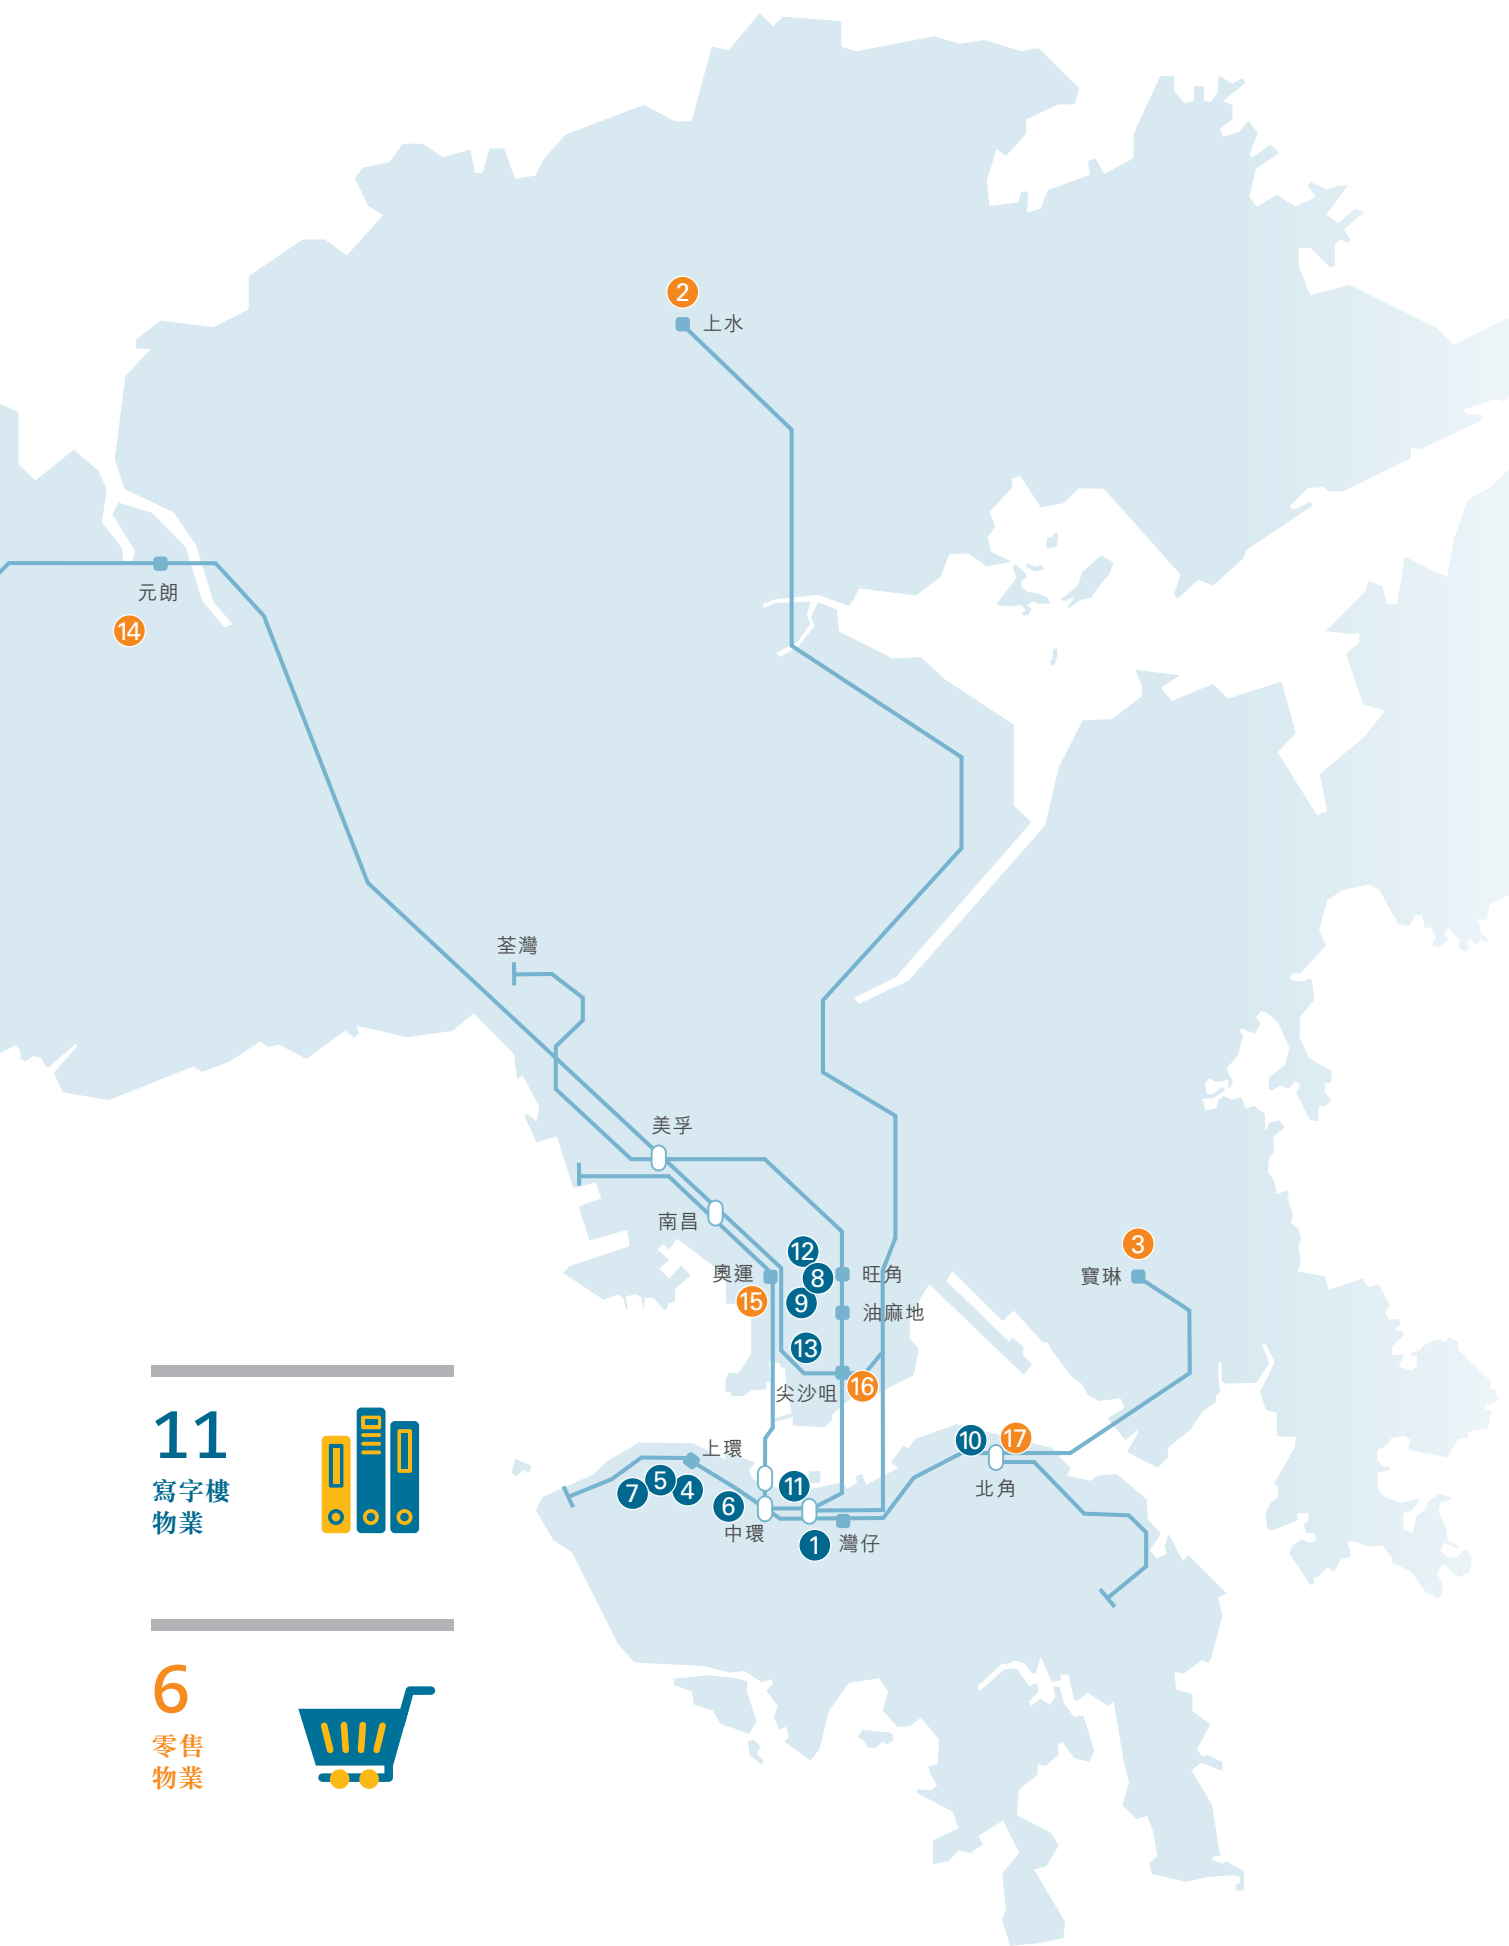 2
上水
元朗
14
荃灣
美孚
南昌
12
3
奧運
8
旺角
寶琳
15
9
油麻地
13
尖沙咀
16
11
寫字樓
物業
上環
10
17
7
5
4
11
北角
6
中環
1
灣仔
6
零售
物業